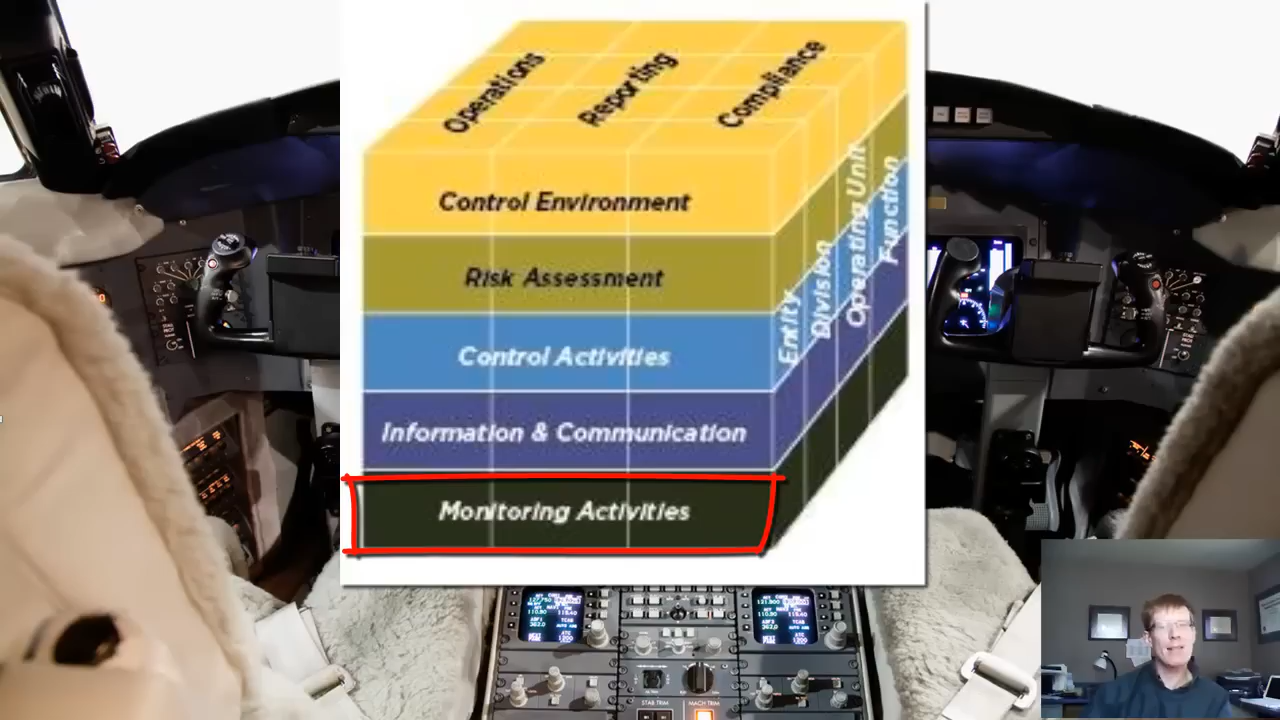 Operations
Reporting
Compliance
Control Environment
Risk Assessment
Control Activities
Information & Communication
Monitoring Activities
Entity
Division
Operating Unit
Function
STAB TRIM
MACH TRIM